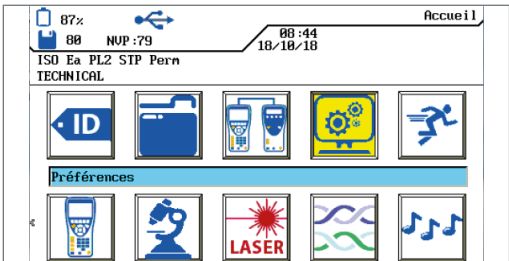 87% Accueil
80 NVP:79 08:44
18/10/18
ISO Ea PL2 STP Perm
TECHNICAL
ID
Préférences
LASER